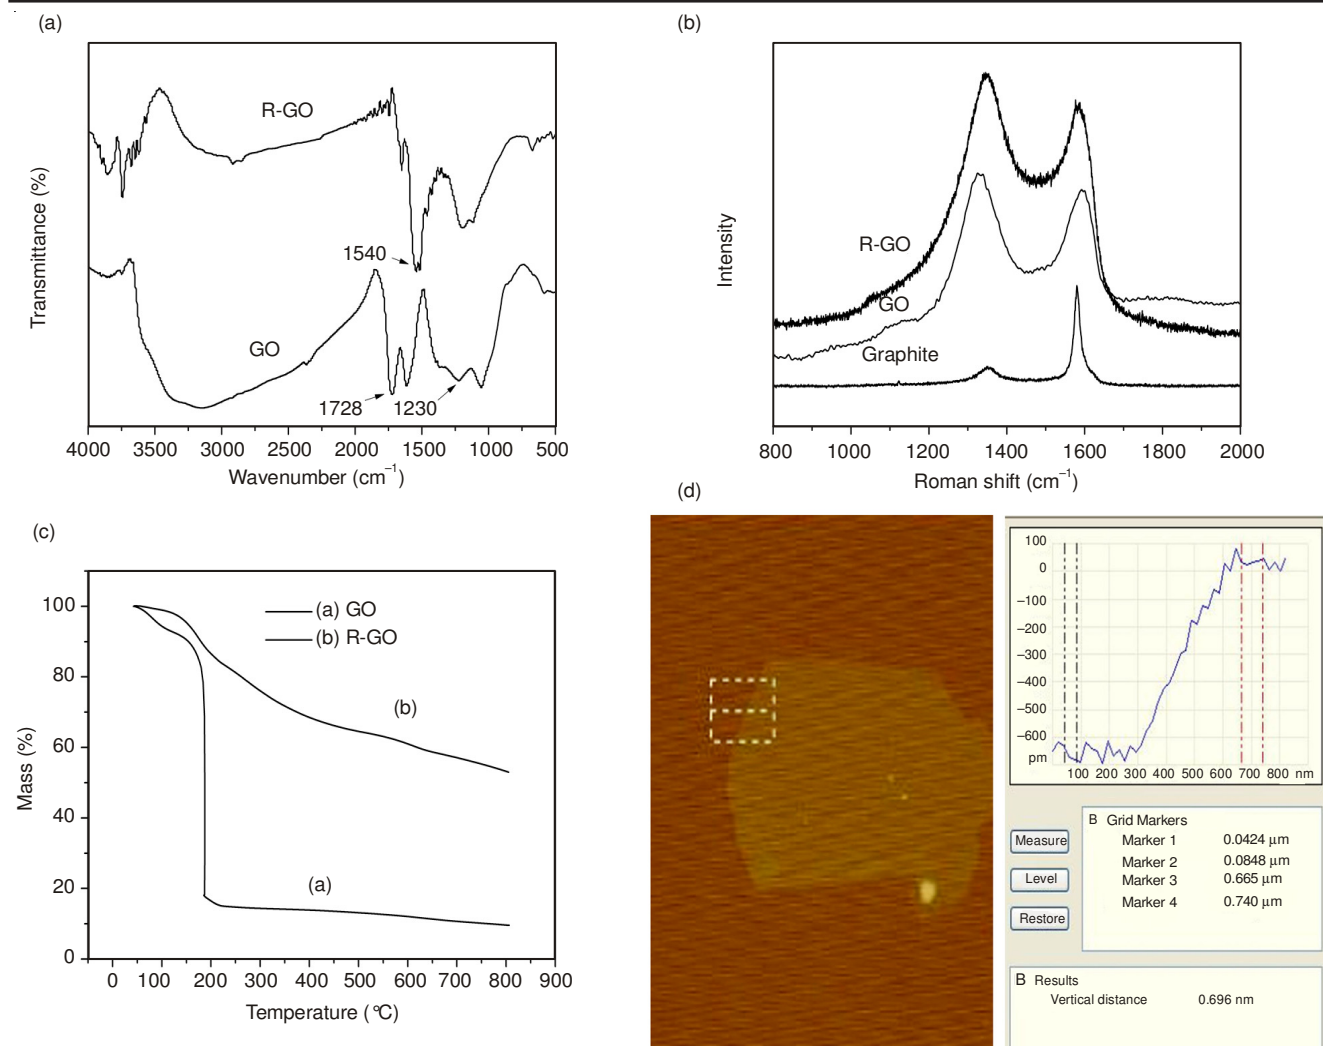 (a)
R-GO
1540
GO
1728
1230
Transmittance (%)
4000 3500 3000 2500 2000 1500 1000 500
Wavenumber (cm⁻¹)
(b)
R-GO
GO
Graphite
Intensity
800 1000 1200 1400 1600 1800 2000
Roman shift (cm⁻¹)
(c)
100
80
60
40
20
0
(a) GO
(b) R-GO
(b)
(a)
Mass (%)
0 100 200 300 400 500 600 700 800 900
Temperature (°C)
(d)
100
0
−100
−200
−300
−400
−500
−600
pm
100 200 300 400 500 600 700 800 nm
Measure
Level
Restore
B Grid Markers
Marker 1 0.0424 μm
Marker 2 0.0848 μm
Marker 3 0.665 μm
Marker 4 0.740 μm
B Results
Vertical distance 0.696 nm